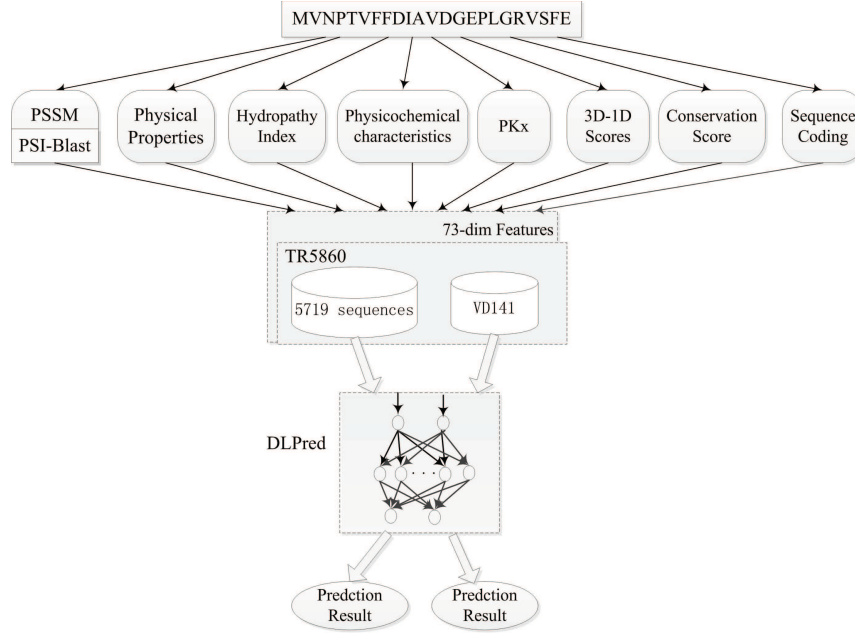 MVNPTVFFDIAVDGEPLGRVSFE
PSSM
PSI-Blast
Physical
Properties
Hydropathy
Index
Physicochemical
characteristics
PKx
3D-1D
Scores
Conservation
Score
Sequence
Coding
73-dim Features
TR5860
5719 sequences
VD141
DLPred
. . .
Predction
Result
Predction
Result